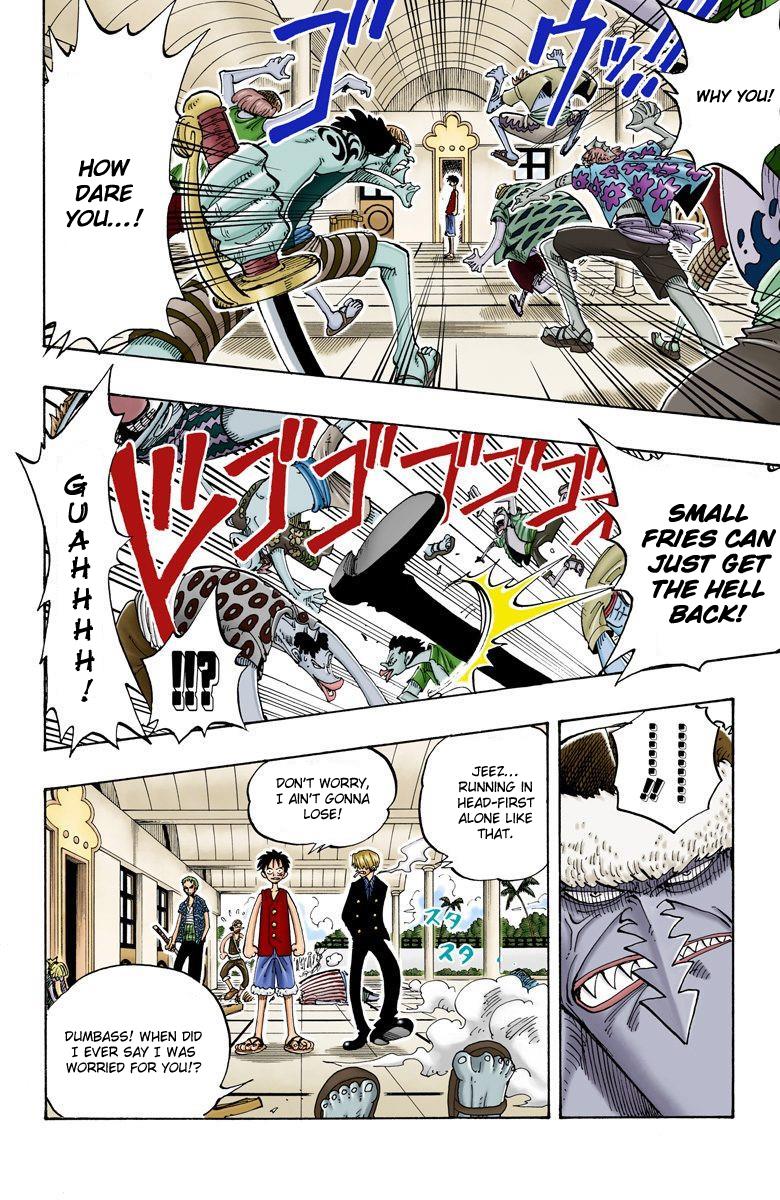 WHY YOU!
ゴ
ウッ!!
HOW
DARE
YOU...!
SMALL
FRIES CAN
JUST GET
THE HELL
BACK!
ドゴゴゴゴゴ
GUAHHHHH!
!!?
!!
JEEZ...
RUNNING IN
HEAD-FIRST
ALONE LIKE
THAT.
DON'T WORRY,
I AIN'T GONNA
LOSE!
スタ
スタ
DUMBASS! WHEN DID
I EVER SAY I WAS
WORRIED FOR YOU!?